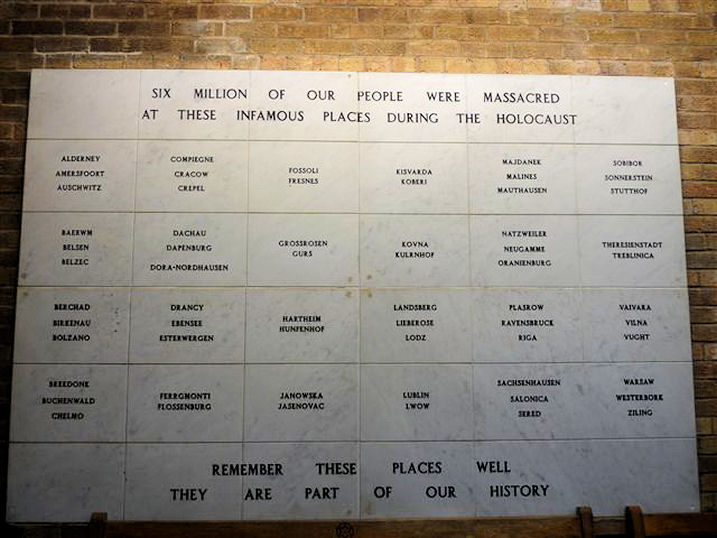 SIX MILLION OF OUR PEOPLE WERE MASSACRED
AT THESE INFAMOUS PLACES DURING THE HOLOCAUST
ALDERNEY
AMERSFOORT
AUSCHWITZ
COMPIEGNE
CRACOW
CREPEL
FOSSOLI
FRESNES
KISVARDA
KOBERI
MAJDANEK
MALINES
MAUTHAUSEN
SOBIBOR
SONNERSTEIN
STUTTHOF
BAERWM
BELSEN
BELZEC
DACHAU
DAPENBURG
DORA-NORDHAUSEN
GROSSROSEN
GURS
KOVNA
KULRNHOF
NATZWEILER
NEUGAMME
ORANIENBURG
THERESIENSTADT
TREBLINICA
BERCHAD
BIRKENAU
BOLZANO
DRANCY
EBENSEE
ESTERWERGEN
HARTHEIM
HUNFENHOF
LANDSBERG
LIEBEROSE
LODZ
PLASROW
RAVENSBRUCK
RIGA
VAIVARA
VILNA
VUGHT
BREEDONK
BUCHENWALD
CHELMO
FERRGMONTI
FLOSSENBURG
JANOWSKA
JASENOVAC
LUBLIN
LWOW
SACHSENHAUSEN
SALONICA
SERED
WARSAW
WESTERBORK
ZILING
REMEMBER THESE PLACES WELL
THEY ARE PART OF OUR HISTORY